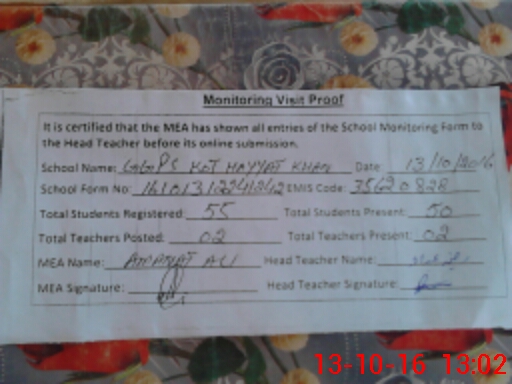 Monitoring Visit Proof
It is certified that the MEA has shown all entries of the School Monitoring Form to
the Head Teacher before its online submission.
School Name: GGPS KOT HAYYAT KHAN Date: 13/10/2016
School Form No: EMIS Code: 35620828
Total Students Registered: 55 Total Students Present: 50
Total Teachers Posted: 02 Total Teachers Present: 02
MEA Name: AMANAT ALI Head Teacher Name:
MEA Signature: Head Teacher Signature:
13-10-16 13:02